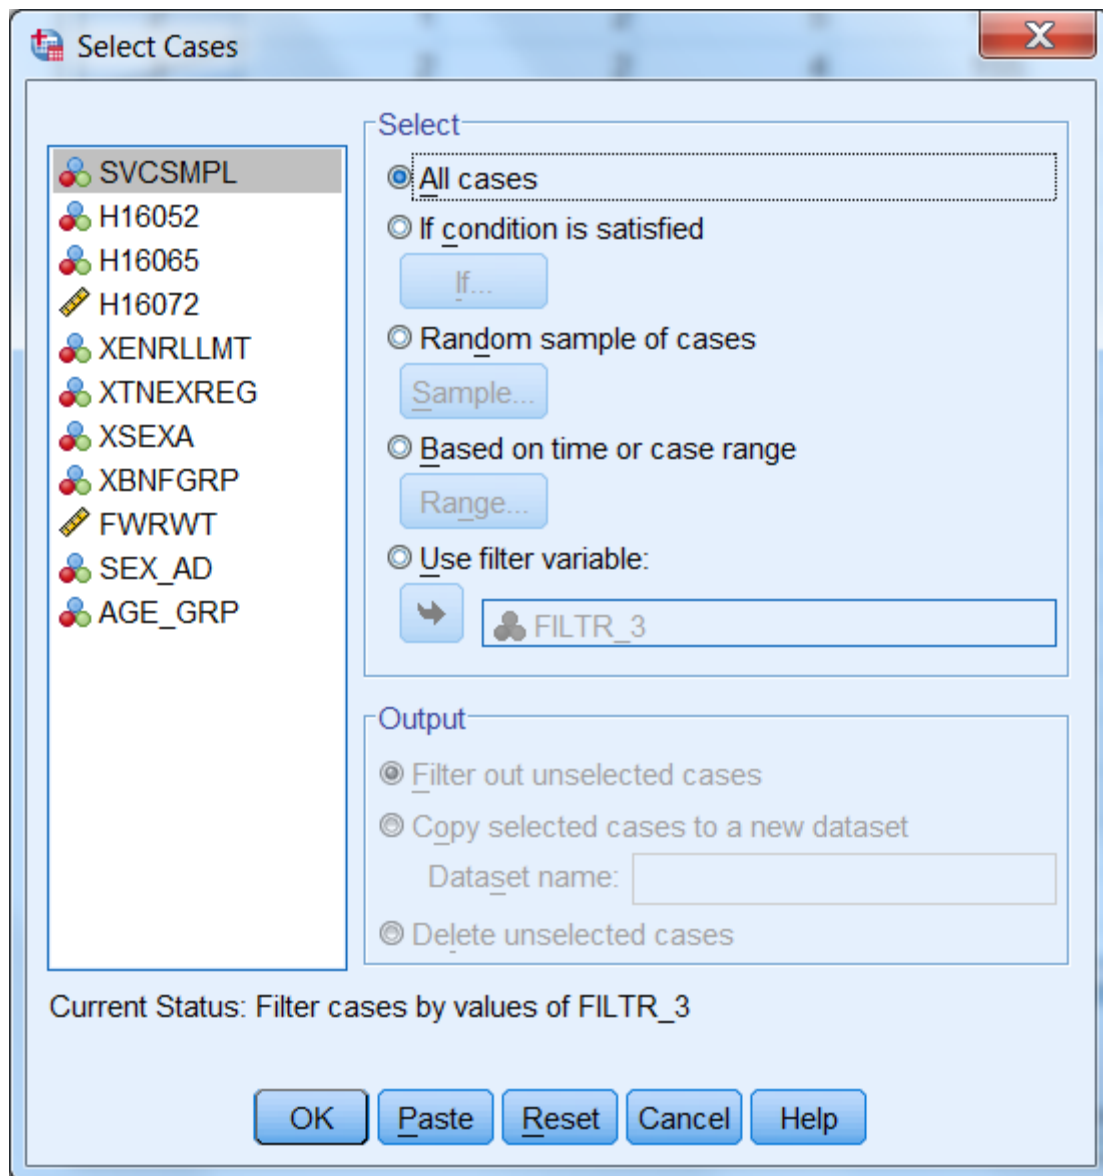 Select Cases
X
SVCSMPL
H16052
H16065
H16072
XENRLLMT
XTNEXREG
XSEXA
XBNFGRP
FWRWT
SEX_AD
AGE_GRP
Select
All cases
If condition is satisfied
If...
Random sample of cases
Sample...
Based on time or case range
Range...
Use filter variable:
FILTR_3
Output
Filter out unselected cases
Copy selected cases to a new dataset
Dataset name:
Delete unselected cases
Current Status: Filter cases by values of FILTR_3
OK Paste Reset Cancel Help